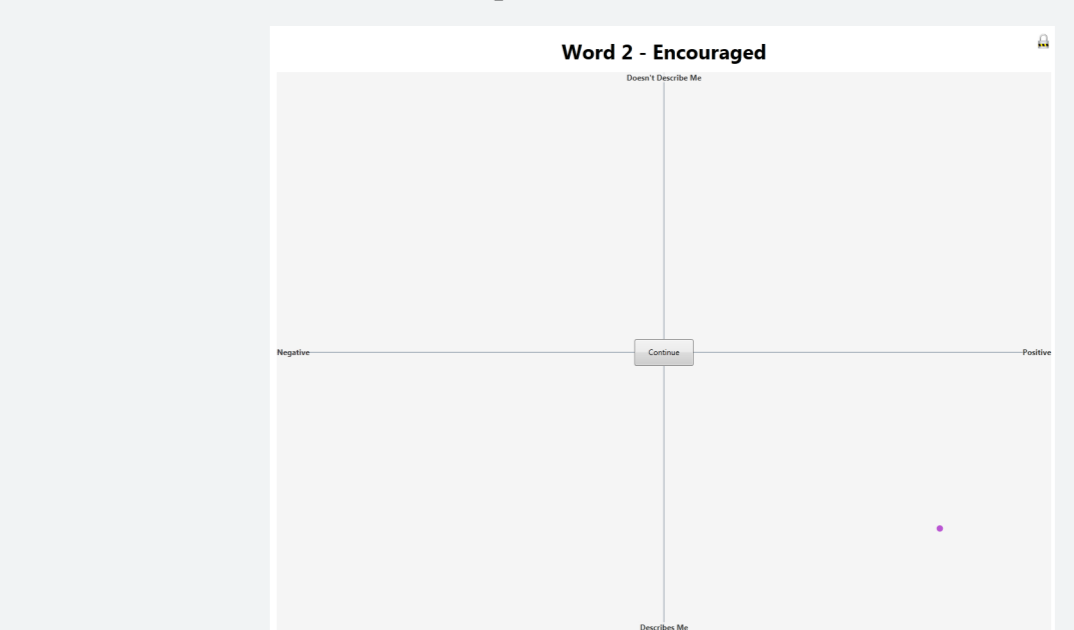 Word 2 - Encouraged
Doesn't Describe Me
Negative
Continue
Positive
Describes Me